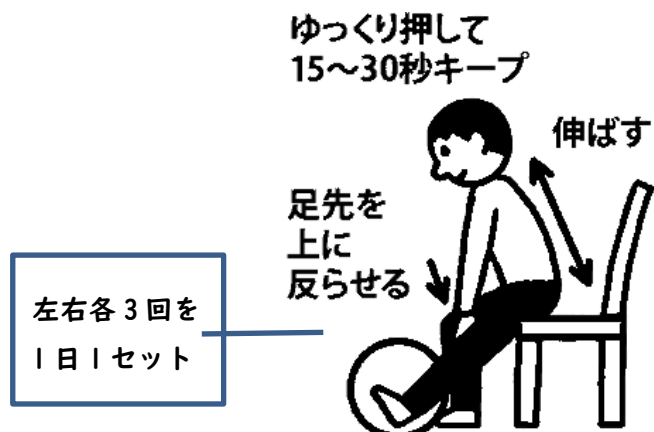 ゆっくり押して
15〜30秒キープ
伸ばす
足先を
上に
反らせる
左右各3回を
1日1セット